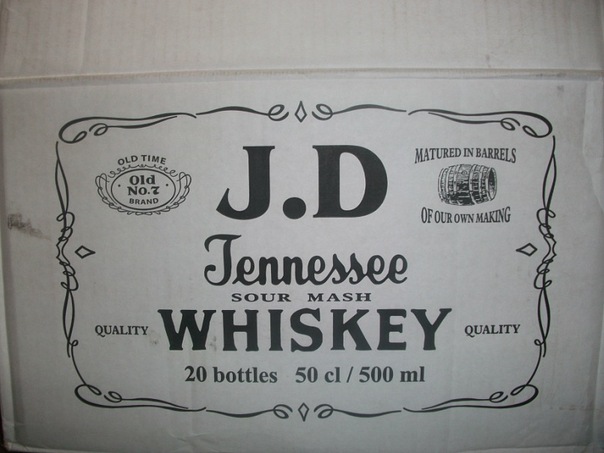 OLD TIME
Old
No.7
BRAND
J.D
MATURED IN BARRELS
OF OUR OWN MAKING
Tennessee
SOUR MASH
QUALITY WHISKEY QUALITY
20 bottles 50 cl / 500 ml